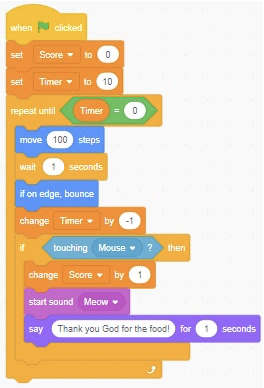 when clicked
set Score to 0
set Timer to 10
repeat until Timer = 0
move 100 steps
wait 1 seconds
if on edge, bounce
change Timer by -1
if touching Mouse ? then
change Score by 1
start sound Meow
say Thank you God for the food! for 1 seconds